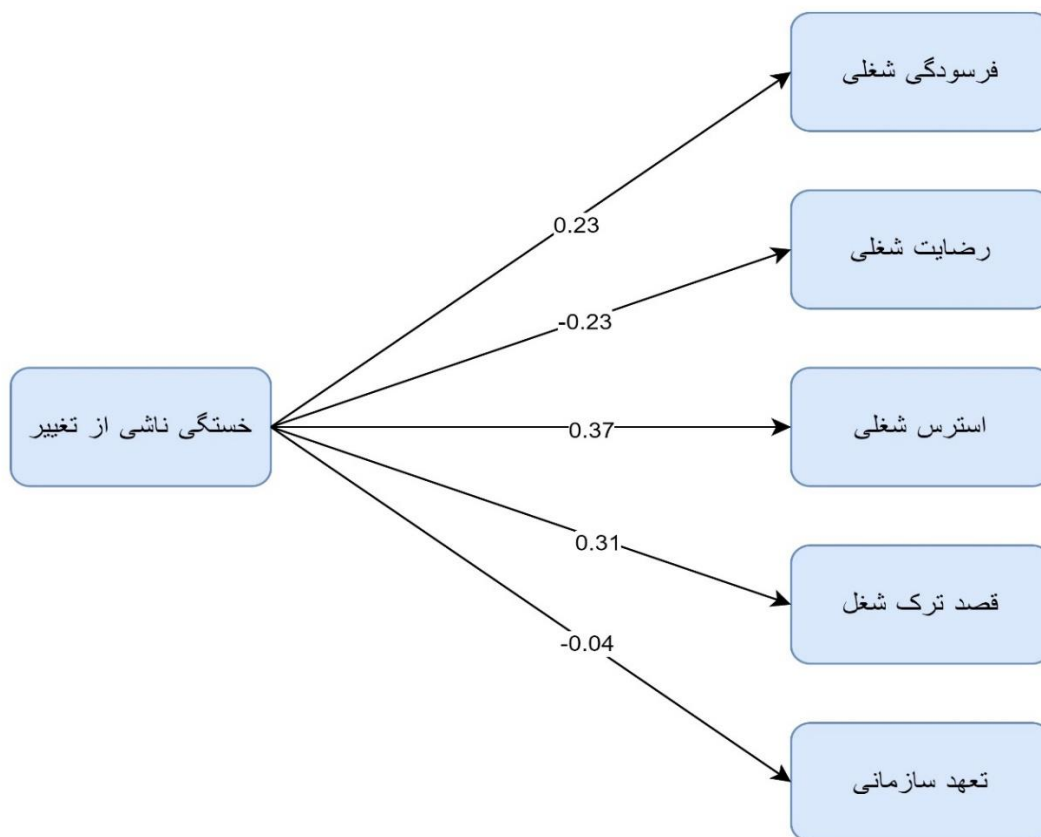 فرسودگی شغلی
0.23
رضایت شغلی
-0.23
خستگی ناشی از تغییر
استرس شغلی
0.37
0.31
قصد ترک شغل
-0.04
تعهد سازمانی